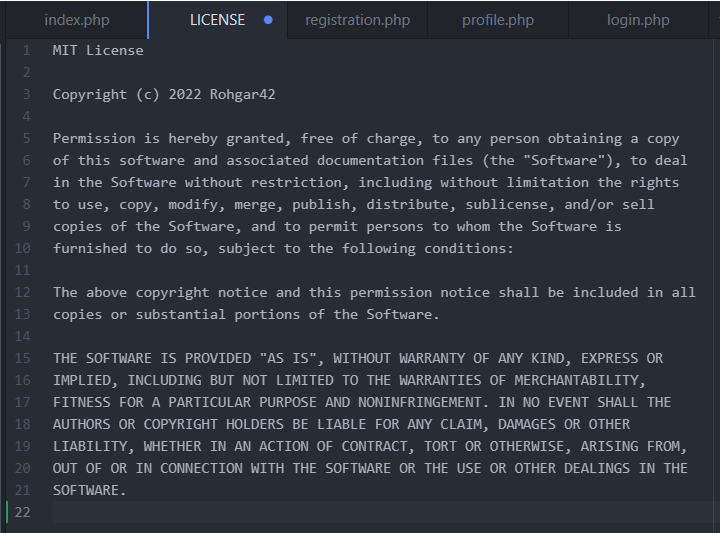 index.php LICENSE registration.php profile.php login.php
1 MIT License
2
3 Copyright (c) 2022 Rohgar42
4
5 Permission is hereby granted, free of charge, to any person obtaining a copy
6 of this software and associated documentation files (the "Software"), to deal
7 in the Software without restriction, including without limitation the rights
8 to use, copy, modify, merge, publish, distribute, sublicense, and/or sell
9 copies of the Software, and to permit persons to whom the Software is
10 furnished to do so, subject to the following conditions:
11
12 The above copyright notice and this permission notice shall be included in all
13 copies or substantial portions of the Software.
14
15 THE SOFTWARE IS PROVIDED "AS IS", WITHOUT WARRANTY OF ANY KIND, EXPRESS OR
16 IMPLIED, INCLUDING BUT NOT LIMITED TO THE WARRANTIES OF MERCHANTABILITY,
17 FITNESS FOR A PARTICULAR PURPOSE AND NONINFRINGEMENT. IN NO EVENT SHALL THE
18 AUTHORS OR COPYRIGHT HOLDERS BE LIABLE FOR ANY CLAIM, DAMAGES OR OTHER
19 LIABILITY, WHETHER IN AN ACTION OF CONTRACT, TORT OR OTHERWISE, ARISING FROM,
20 OUT OF OR IN CONNECTION WITH THE SOFTWARE OR THE USE OR OTHER DEALINGS IN THE
21 SOFTWARE.
22